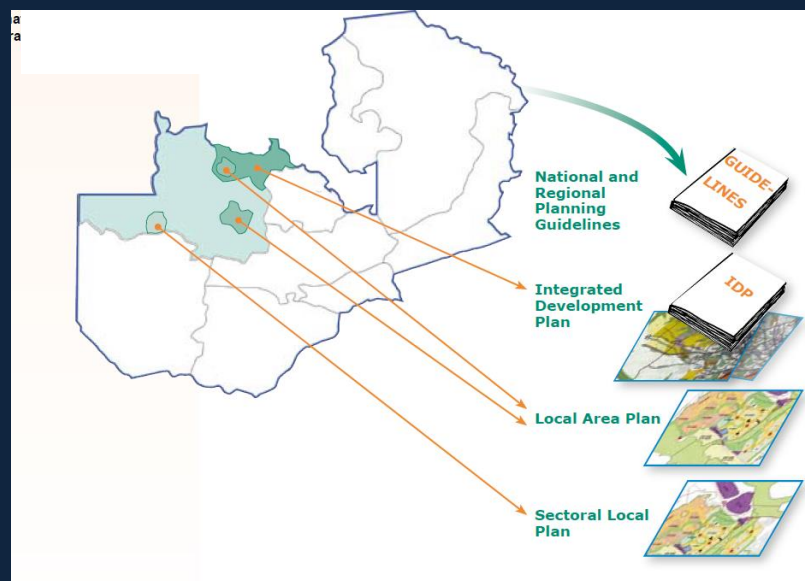 National and
Regional
Planning
Guidelines
GUIDE-
LINES
Integrated
Development
Plan
IDP
Local Area Plan
Sectoral Local
Plan